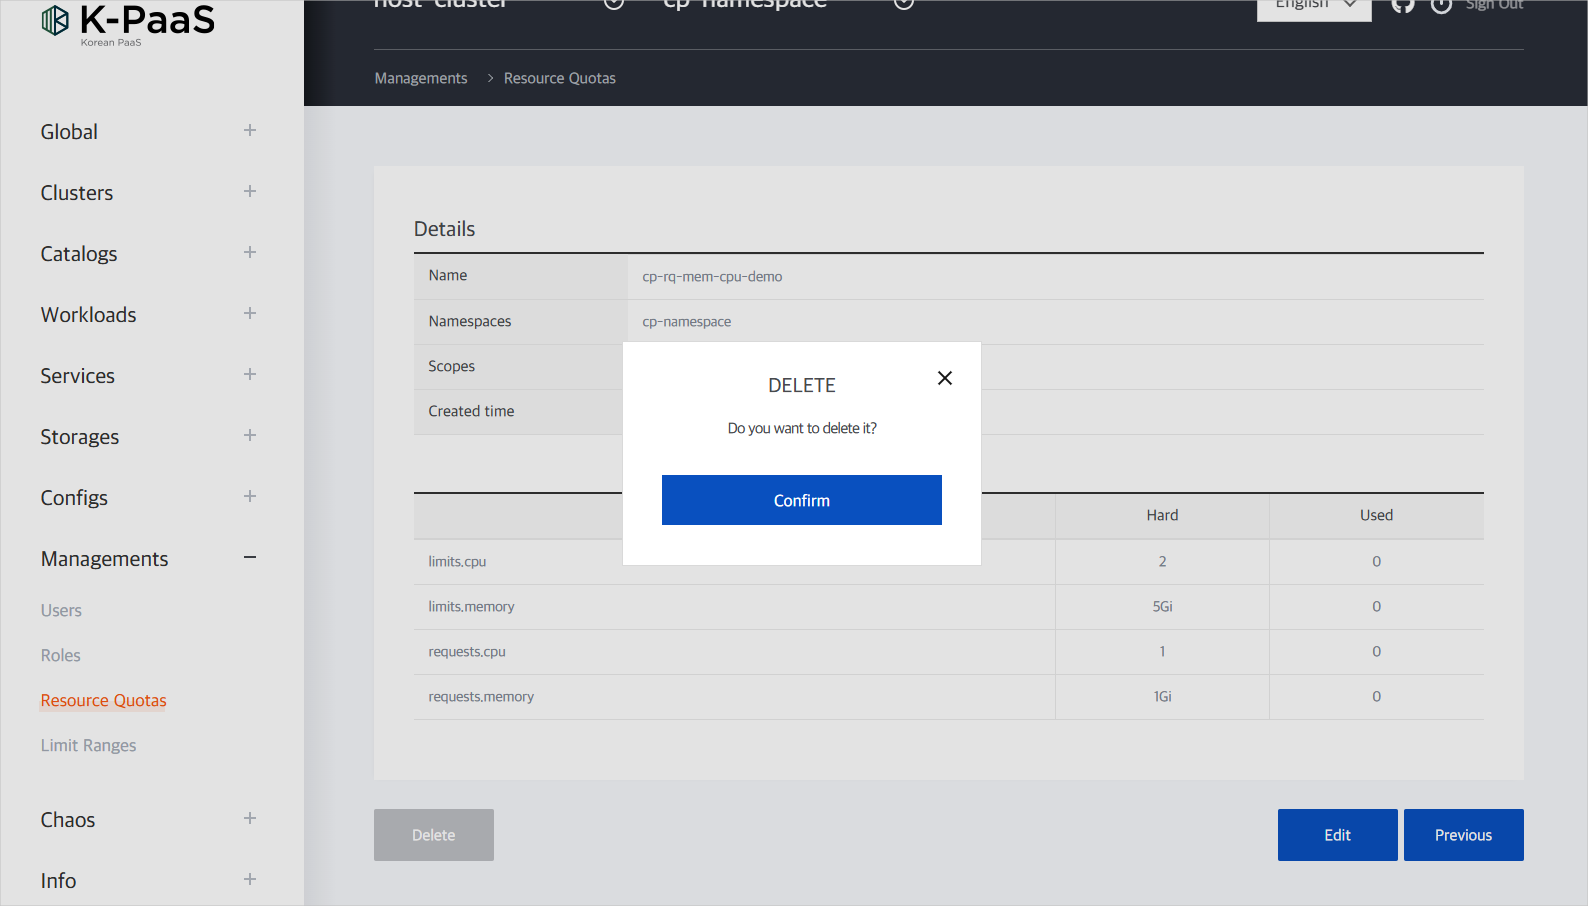 K-PaaS
Korean PaaS
host-cluster
cp-namespace
English
Sign Out
Managements > Resource Quotas
Global
Clusters
Catalogs
Workloads
Services
Storages
Configs
Managements
Users
Roles
Resource Quotas
Limit Ranges
Chaos
Info
Details
Name cp-rq-mem-cpu-demo
Namespaces cp-namespace
Scopes
Created time
DELETE
Do you want to delete it?
Confirm
Hard Used
limits.cpu 2 0
limits.memory 5Gi 0
requests.cpu 1 0
requests.memory 1Gi 0
Delete
Edit
Previous